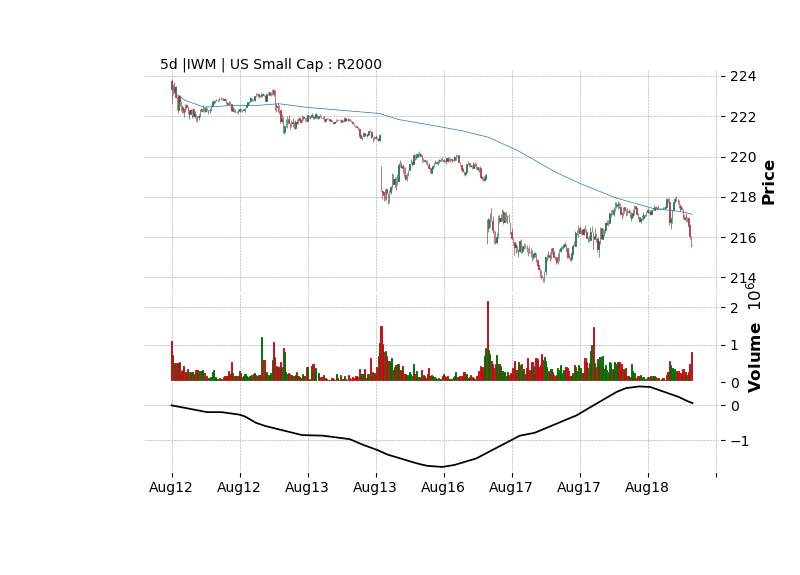 5d |IWM | US Small Cap : R2000
224
222
220
218
216
214
Price
2
1
0
Volume 10^6
0
−1
Aug12
Aug12
Aug13
Aug13
Aug16
Aug17
Aug17
Aug18